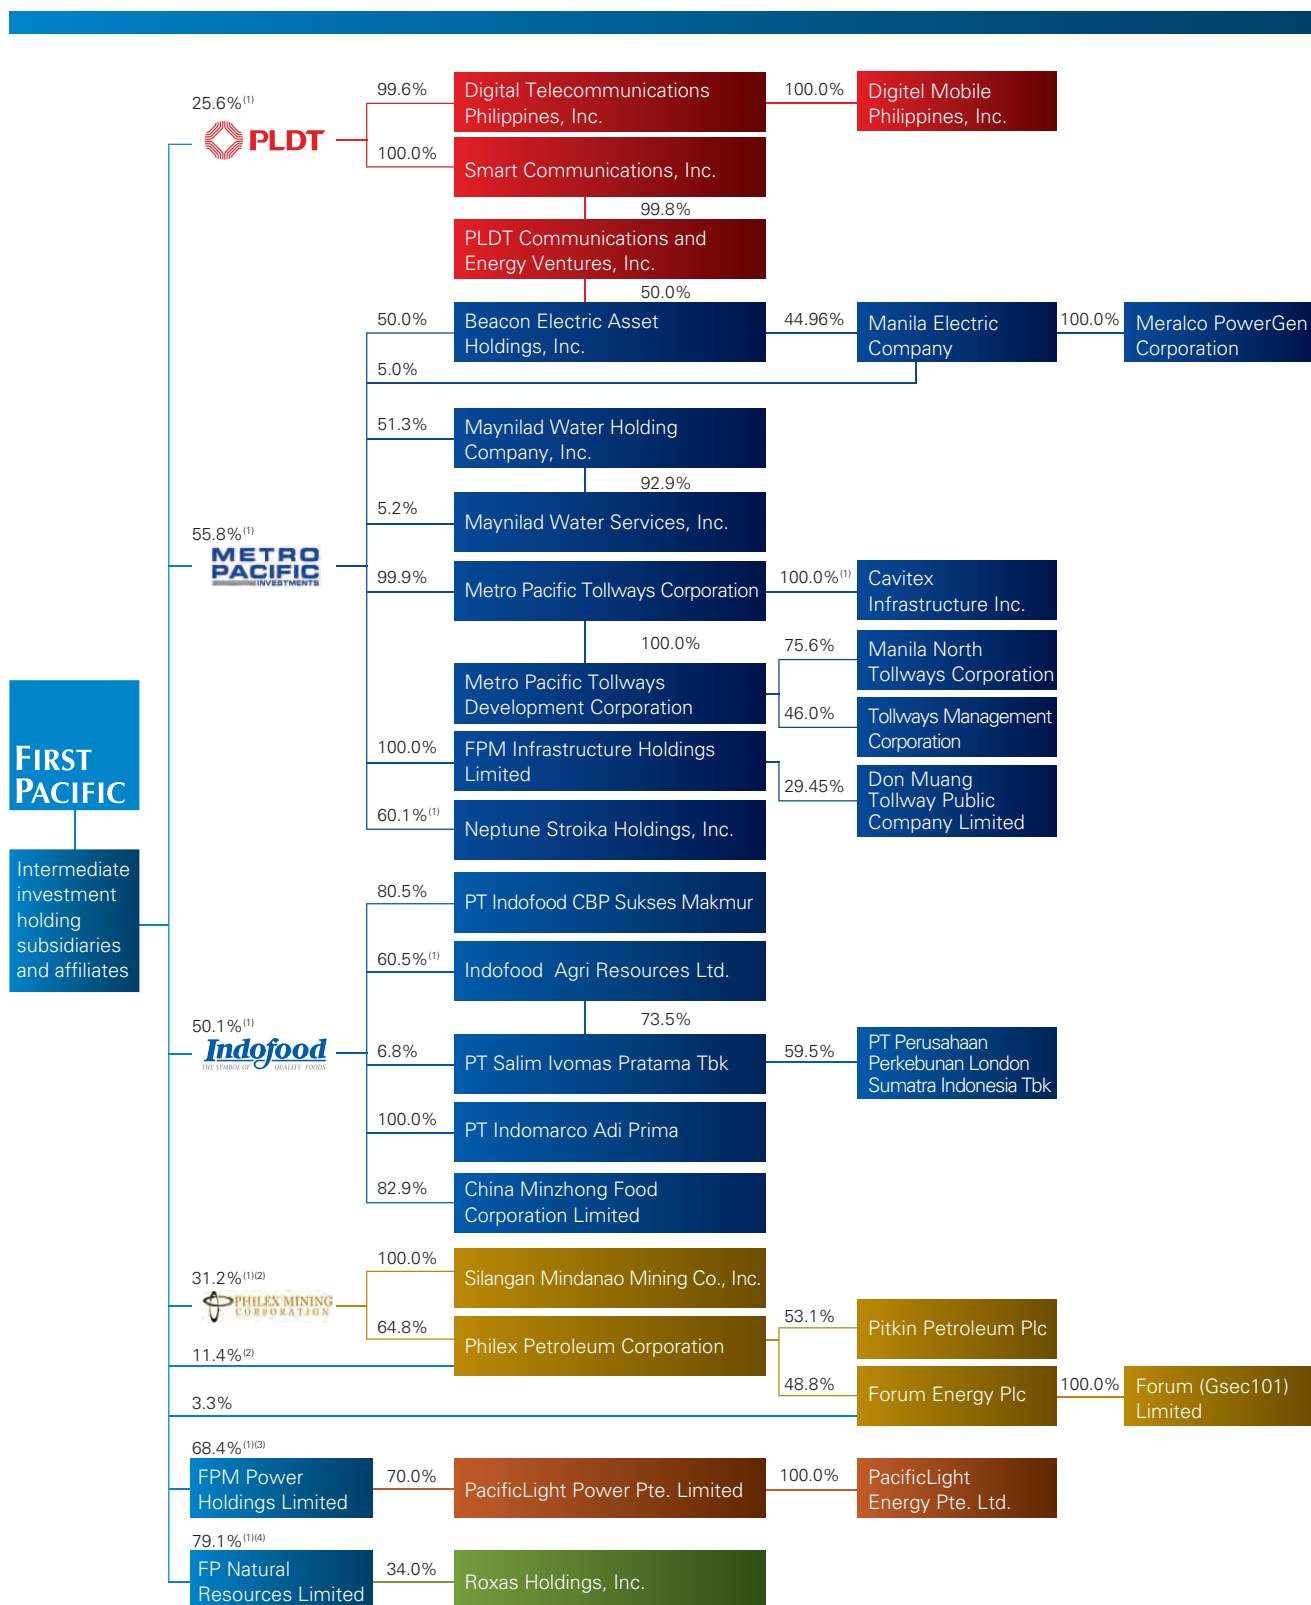 25.6%(1)
PLDT
99.6%
Digital Telecommunications
Philippines, Inc.
100.0%
Digitel Mobile
Philippines, Inc.
100.0%
Smart Communications, Inc.
99.8%
PLDT Communications and
Energy Ventures, Inc.
50.0%
50.0%
Beacon Electric Asset
Holdings, Inc.
44.96%
Manila Electric
Company
100.0%
Meralco PowerGen
Corporation
5.0%
51.3%
Maynilad Water Holding
Company, Inc.
92.9%
5.2%
Maynilad Water Services, Inc.
55.8%(1)
METRO
PACIFIC
INVESTMENTS
99.9%
Metro Pacific Tollways Corporation
100.0%(1)
Cavitex
Infrastructure Inc.
100.0%
Metro Pacific Tollways
Development Corporation
75.6%
Manila North
Tollways Corporation
46.0%
Tollways Management
Corporation
100.0%
FPM Infrastructure Holdings
Limited
29.45%
Don Muang
Tollway Public
Company Limited
60.1%(1)
Neptune Stroika Holdings, Inc.
FIRST
PACIFIC
Intermediate
investment
holding
subsidiaries
and affiliates
80.5%
PT Indofood CBP Sukses Makmur
60.5%(1)
Indofood Agri Resources Ltd.
73.5%
50.1%(1)
Indofood
THE SYMBOL OF QUALITY FOODS
6.8%
PT Salim Ivomas Pratama Tbk
59.5%
PT Perusahaan
Perkebunan London
Sumatra Indonesia Tbk
100.0%
PT Indomarco Adi Prima
82.9%
China Minzhong Food
Corporation Limited
31.2%(1)(2)
PHILEX MINING
CORPORATION
100.0%
Silangan Mindanao Mining Co., Inc.
64.8%
Philex Petroleum Corporation
53.1%
Pitkin Petroleum Plc
11.4%(2)
48.8%
Forum Energy Plc
100.0%
Forum (Gsec101)
Limited
3.3%
68.4%(1)(3)
FPM Power
Holdings Limited
70.0%
PacificLight Power Pte. Limited
100.0%
PacificLight
Energy Pte. Ltd.
79.1%(1)(4)
FP Natural
Resources Limited
34.0%
Roxas Holdings, Inc.